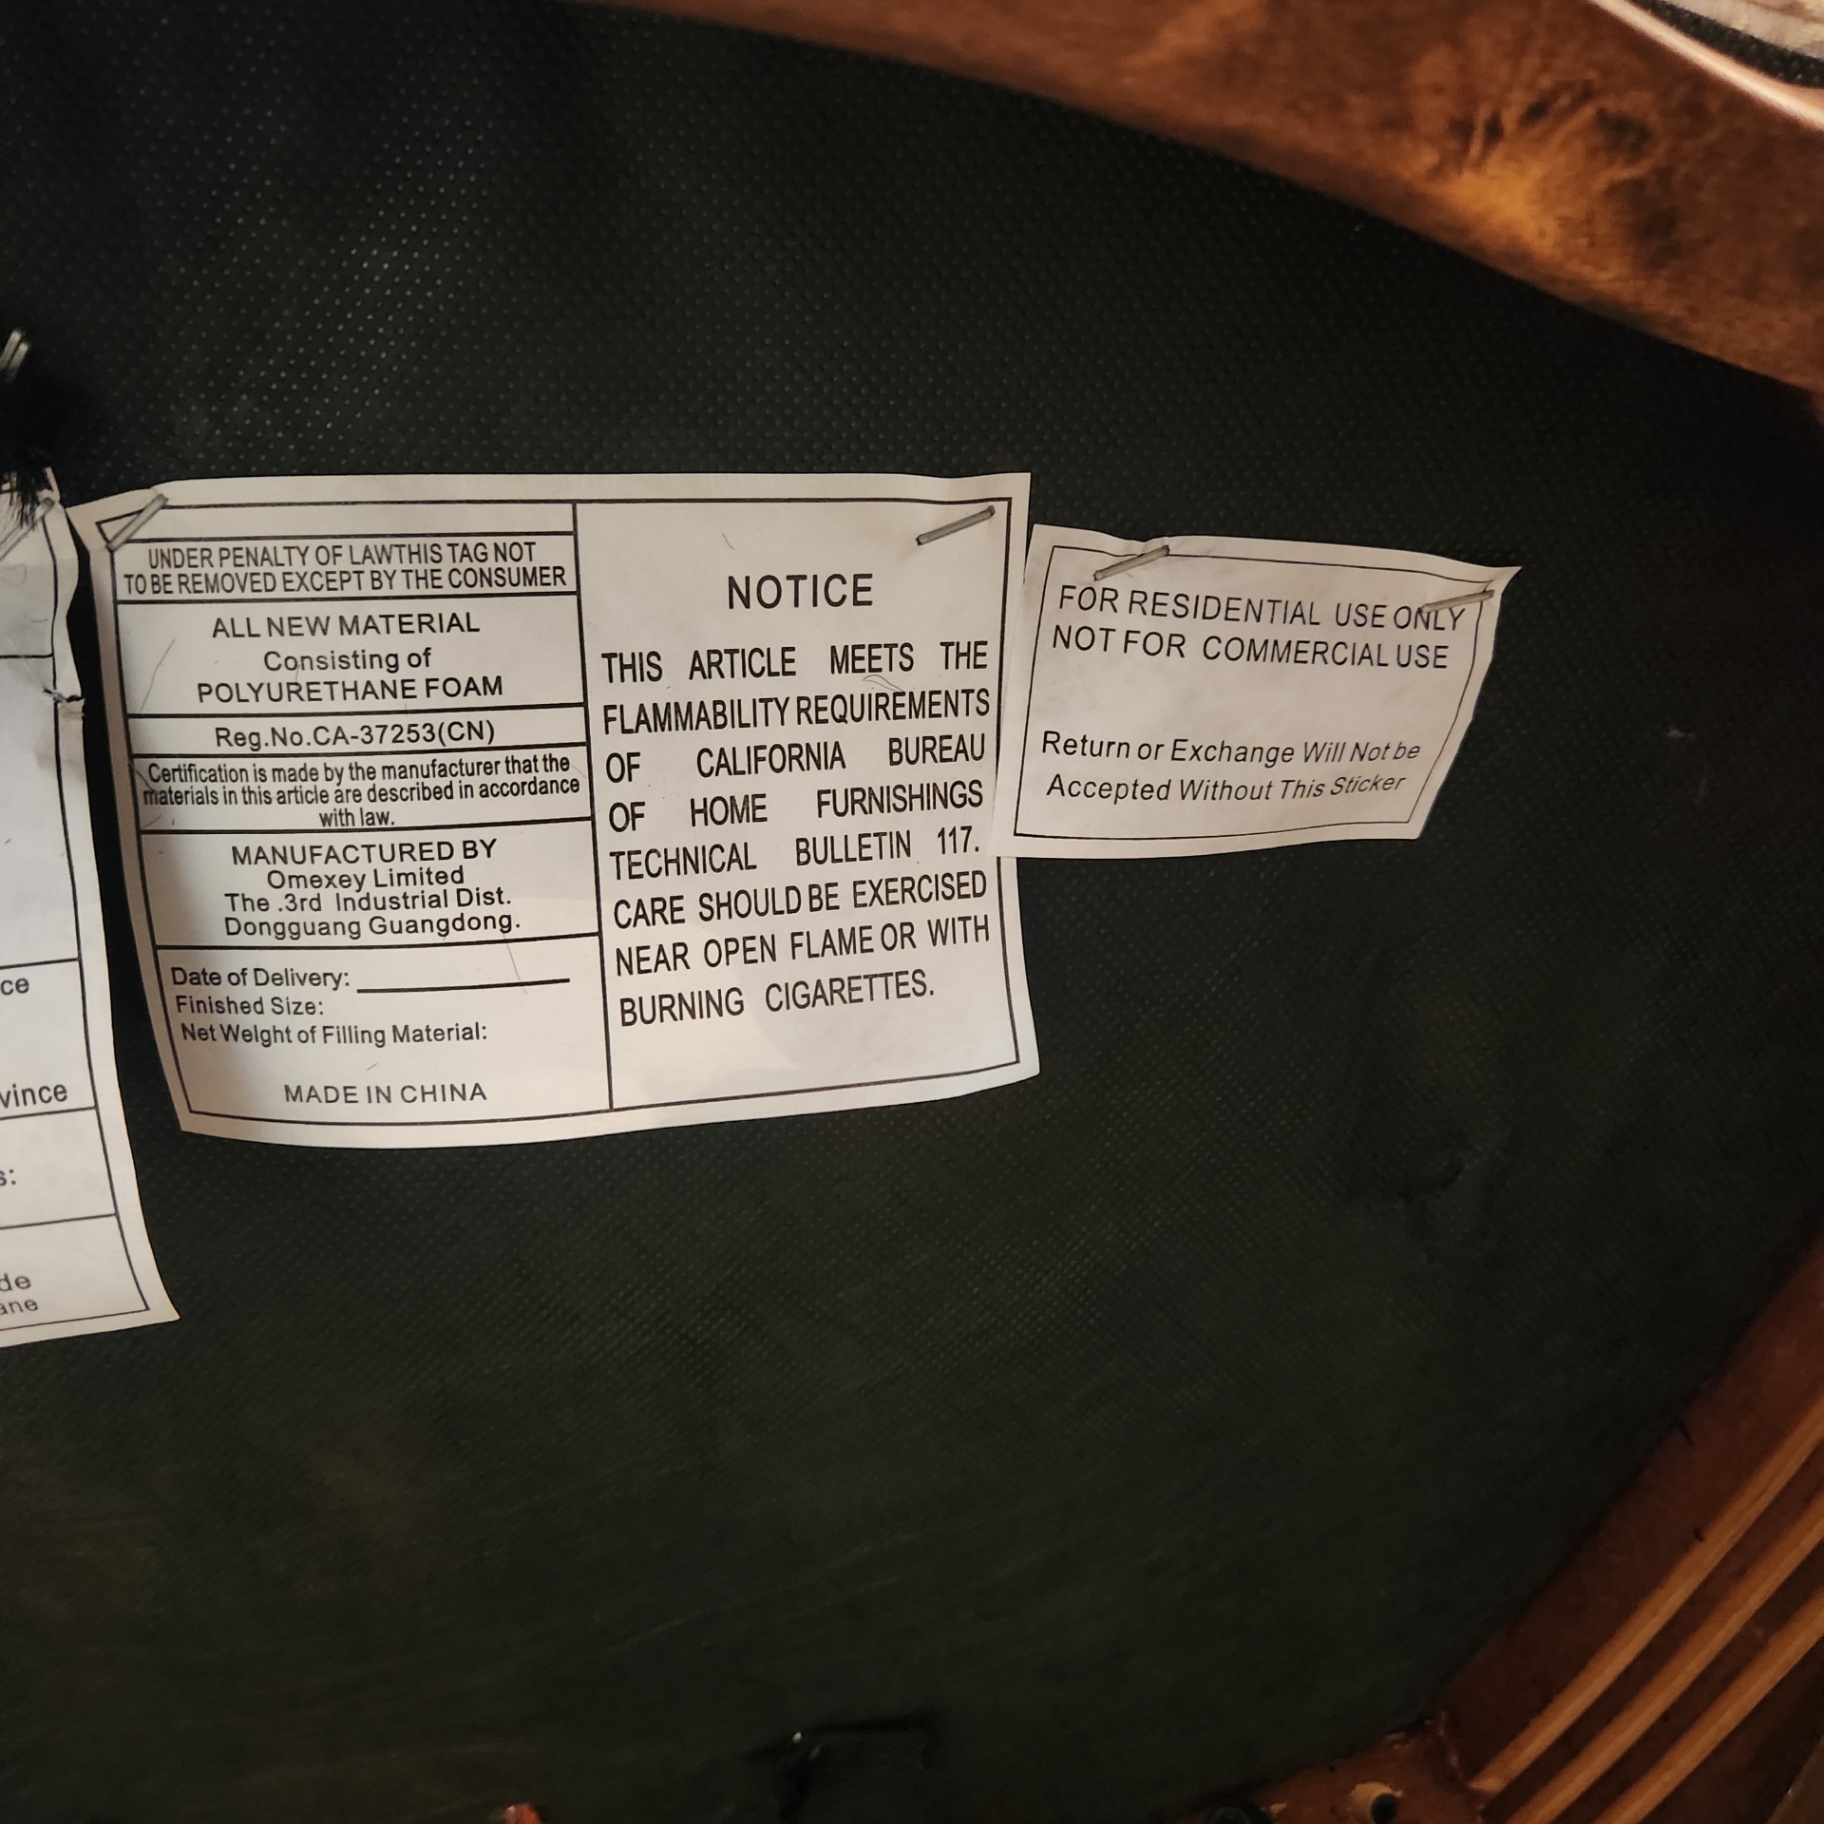 UNDER PENALTY OF LAWTHIS TAG NOT
TO BE REMOVED EXCEPT BY THE CONSUMER
ALL NEW MATERIAL
Consisting of
POLYURETHANE FOAM
Reg.No.CA-37253(CN)
Certification is made by the manufacturer that the
materials in this article are described in accordance
with law.
MANUFACTURED BY
Omexey Limited
The .3rd Industrial Dist.
Dongguang Guangdong.
Date of Delivery:
Finished Size:
Net Weight of Filling Material:
MADE IN CHINA
NOTICE
THIS ARTICLE MEETS THE
FLAMMABILITY REQUIREMENTS
OF CALIFORNIA BUREAU
OF HOME FURNISHINGS
TECHNICAL BULLETIN 117.
CARE SHOULD BE EXERCISED
NEAR OPEN FLAME OR WITH
BURNING CIGARETTES.
FOR RESIDENTIAL USE ONLY
NOT FOR COMMERCIAL USE
Return or Exchange Will Not be
Accepted Without This Sticker